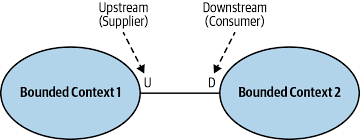 Upstream
(Supplier)
Downstream
(Consumer)
U
D
Bounded Context 1
Bounded Context 2